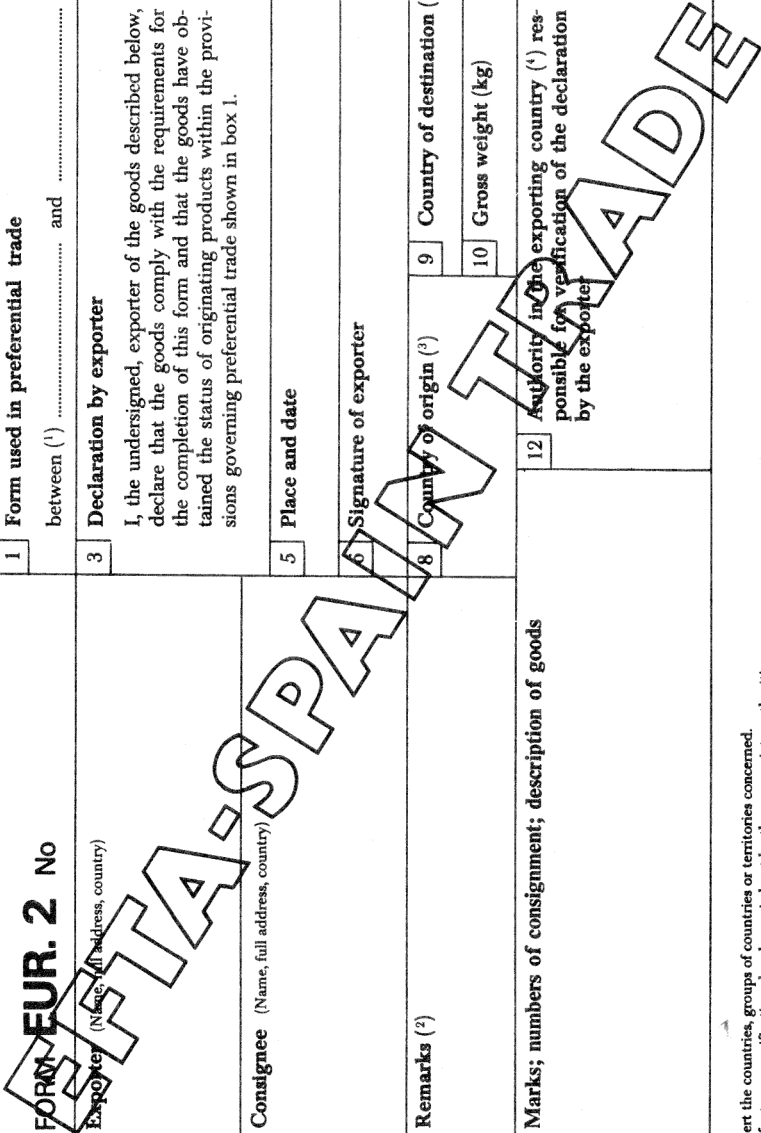 FORM EUR. 2 No
1 Form used in preferential trade
between (¹) .................... and ....................
Exporter (Name, full address, country)
3 Declaration by exporter
I, the undersigned, exporter of the goods described below,
declare that the goods comply with the requirements for
the completion of this form and that the goods have ob-
tained the status of originating products within the provi-
sions governing preferential trade shown in box 1.
Consignee (Name, full address, country)
5 Place and date
6 Signature of exporter
Remarks (²)
8 Country of origin (³)
9 Country of destination (
10 Gross weight (kg)
Marks; numbers of consignment; description of goods
12 Authority in the exporting country (⁴) res-
ponsible for verification of the declaration
by the exporter
EFTA-SPAIN TRADE
ert the countries, groups of countries or territories concerned.